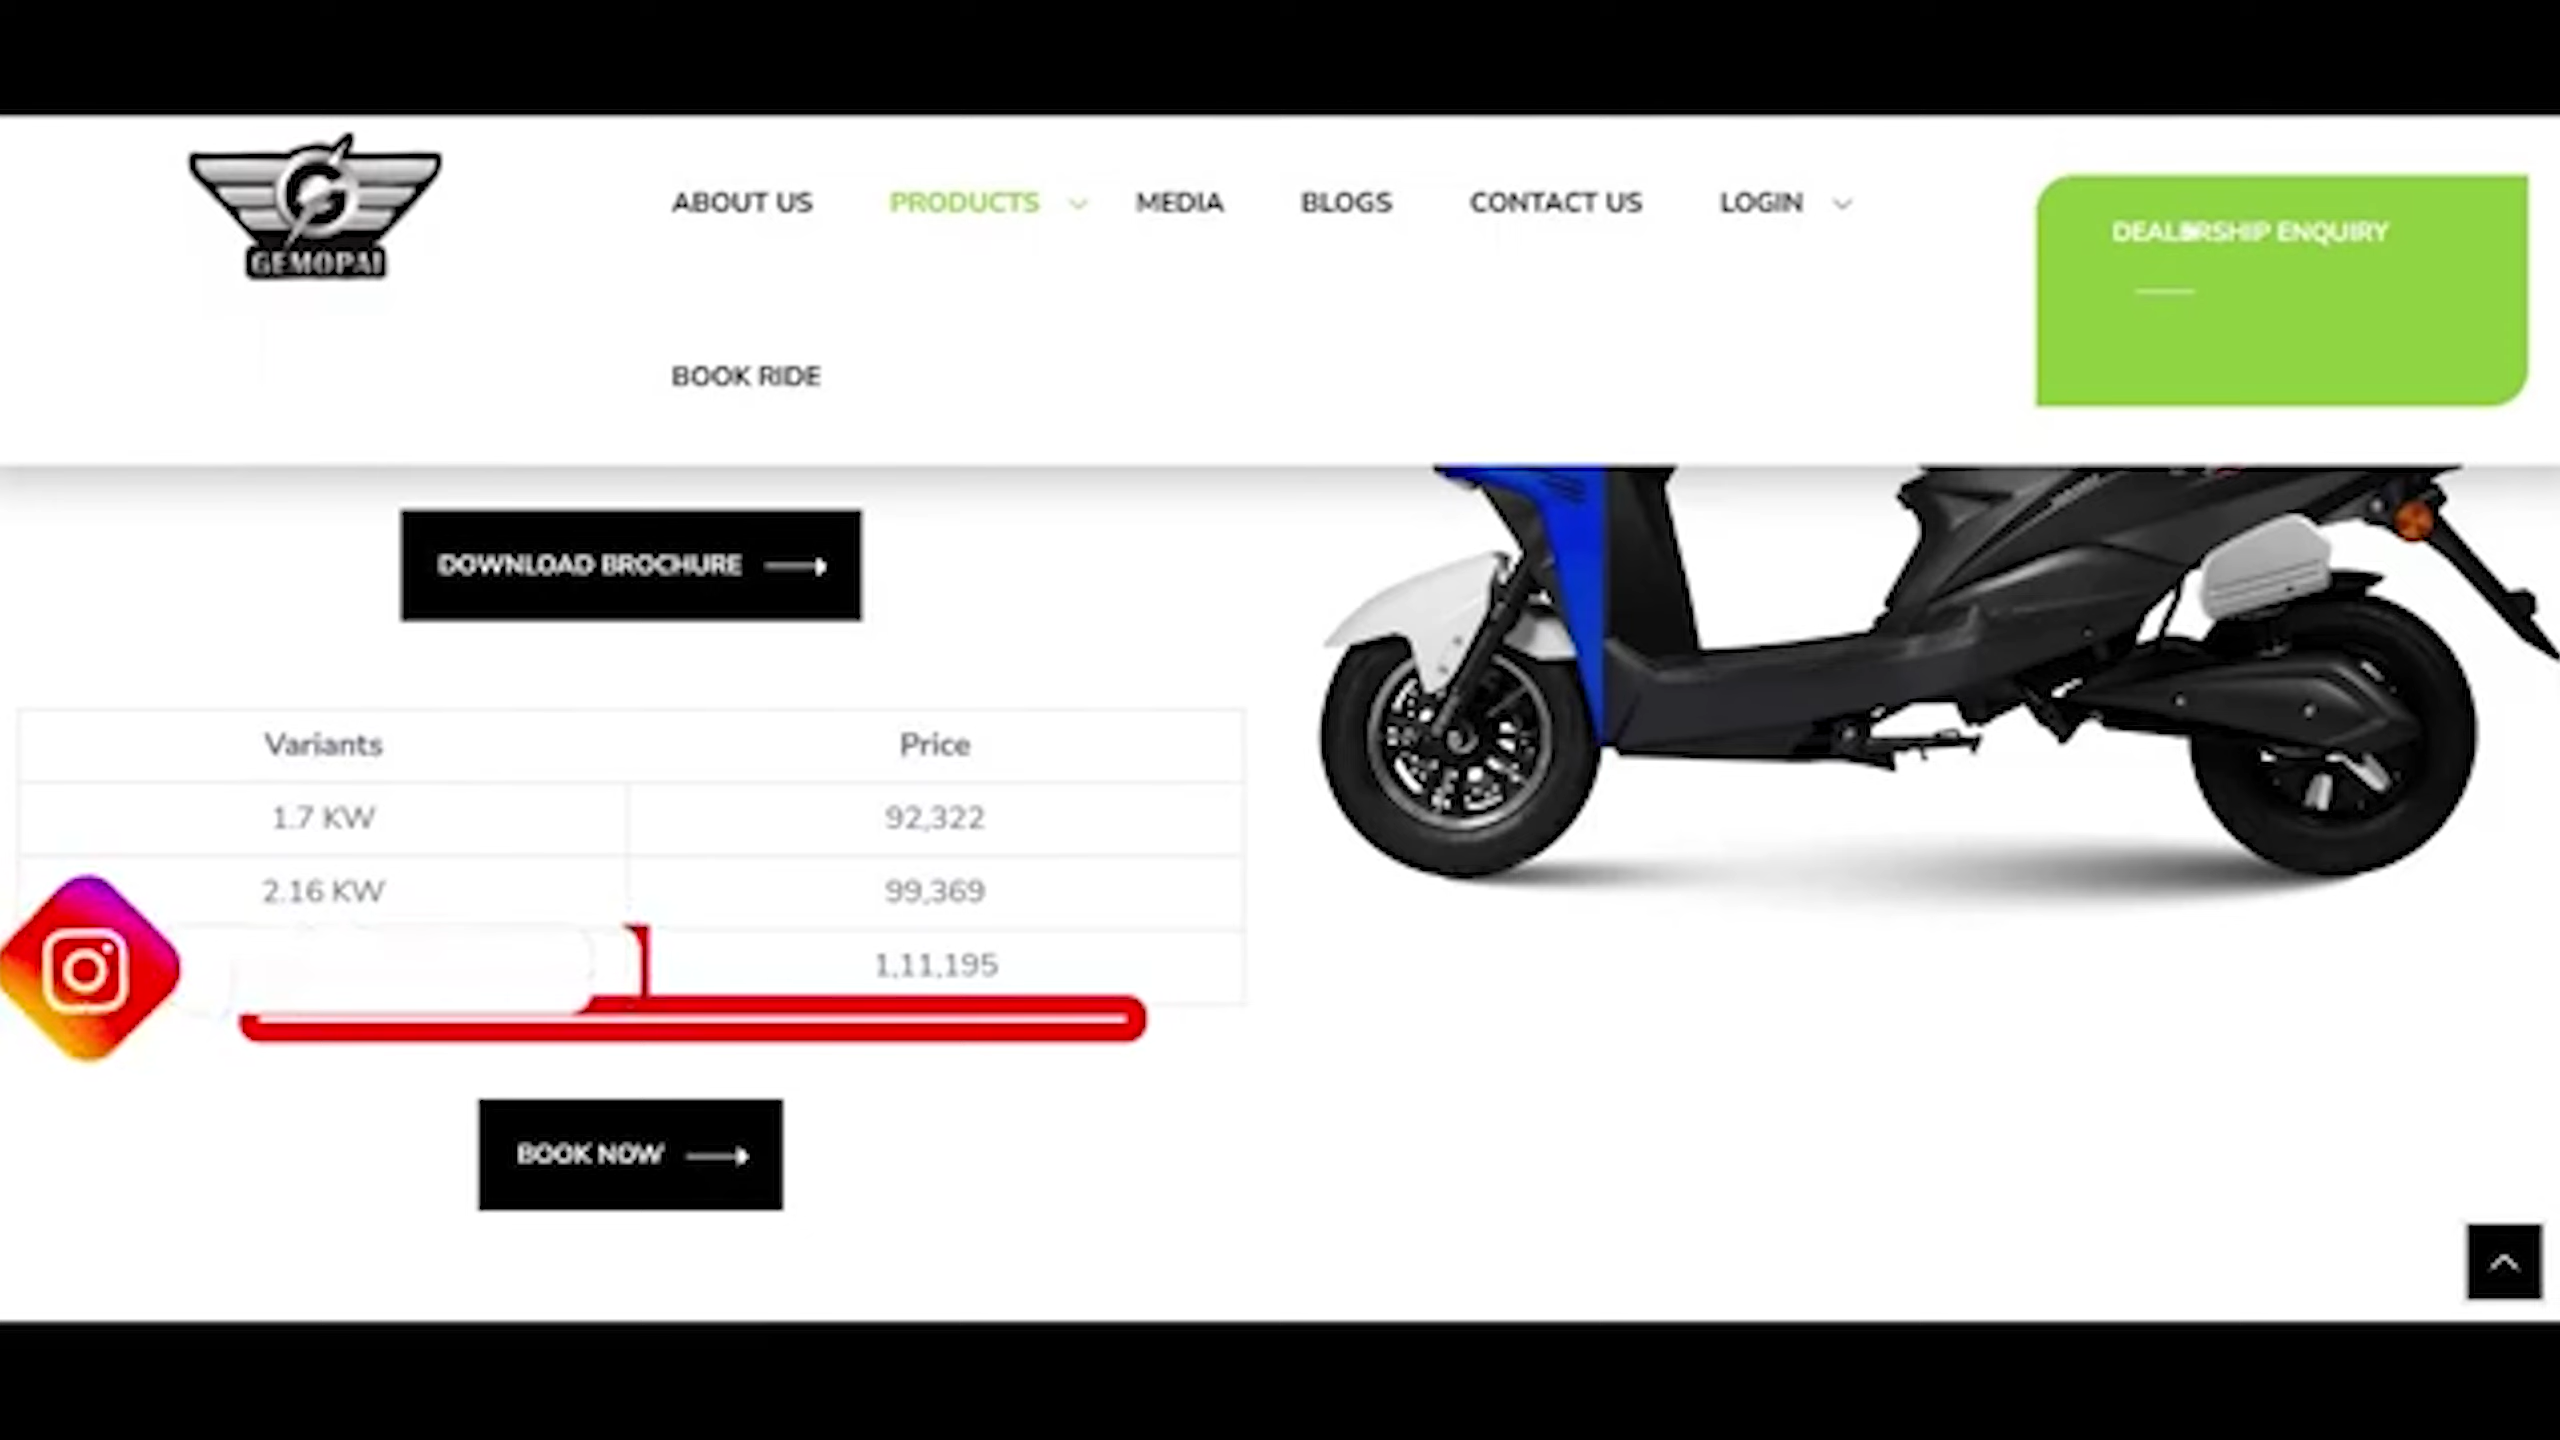 GEMOPAI
ABOUT US PRODUCTS MEDIA BLOGS CONTACT US LOGIN
DEALERSHIP ENQUIRY
BOOK RIDE
DOWNLOAD BROCHURE
Variants Price
1.7 KW 92,322
2.16 KW 99,369
1,11,195
BOOK NOW